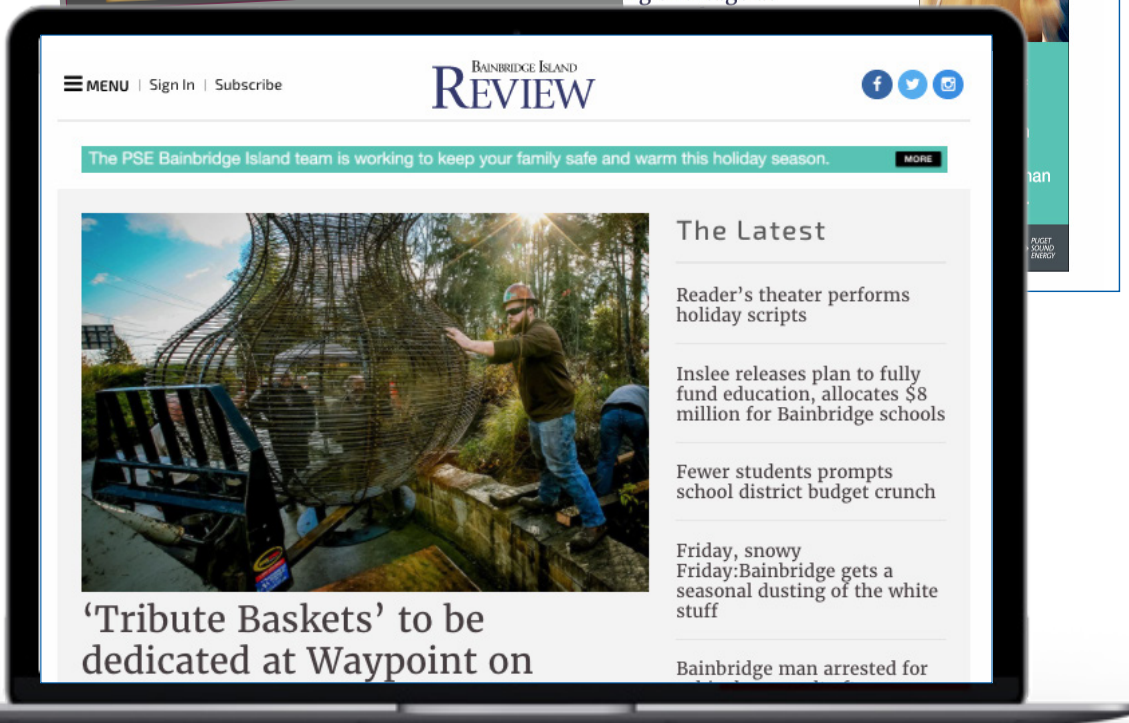 MENU | Sign In | Subscribe
BAINBRIDGE ISLAND
REVIEW
The PSE Bainbridge Island team is working to keep your family safe and warm this holiday season.
MORE
The Latest
Reader's theater performs
holiday scripts
Inslee releases plan to fully
fund education, allocates $8
million for Bainbridge schools
Fewer students prompts
school district budget crunch
Friday, snowy
Friday:Bainbridge gets a
seasonal dusting of the white
stuff
Bainbridge man arrested for
‘Tribute Baskets’ to be
dedicated at Waypoint on
PUGET
SOUND
ENERGY